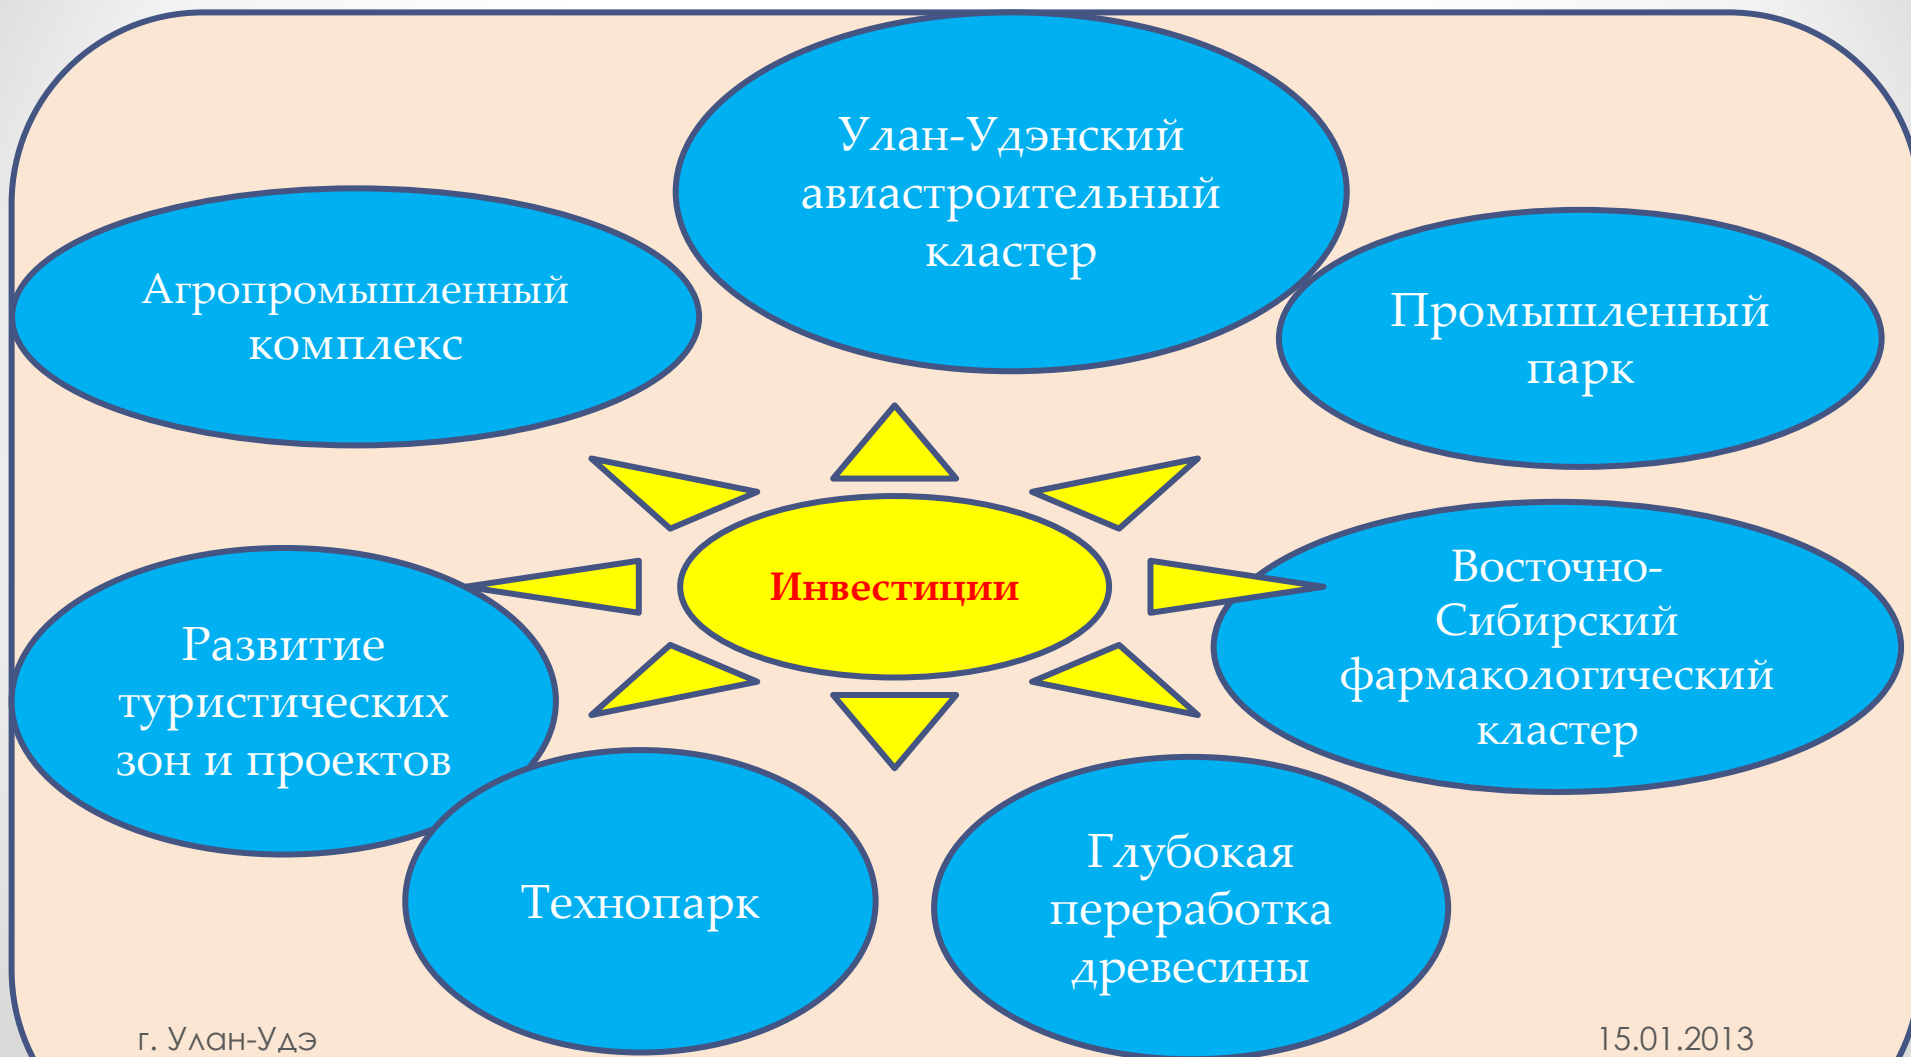 Улан-Удэнский
авиастроительный
кластер
Агропромышленный
комплекс
Промышленный
парк
Инвестиции
Восточно-
Сибирский
фармакологический
кластер
Развитие
туристических
зон и проектов
Технопарк
Глубокая
переработка
древесины
г. Улан-Удэ
15.01.2013